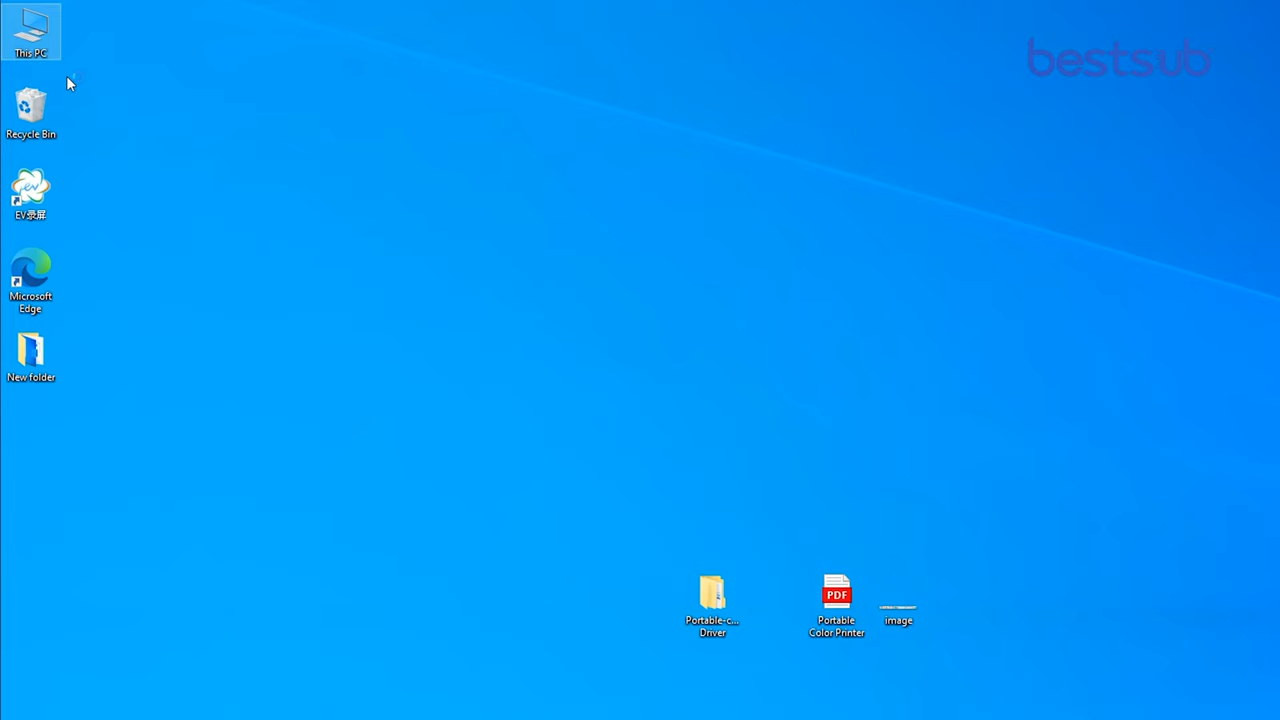 bestsub
This PC
Recycle Bin
EV录屏
Microsoft
Edge
New folder
Portable-c...
Driver
PDF
Portable
Color Printer
image